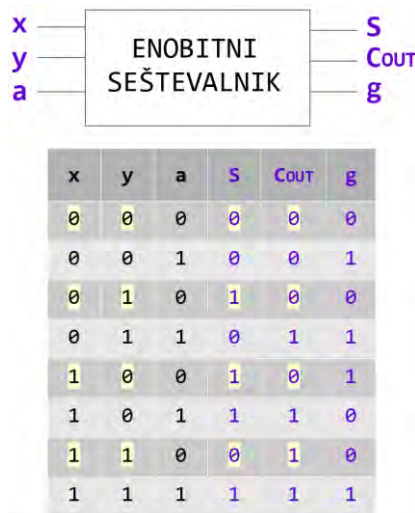 x
y
a
ENOBITNI
SEŠTEVALNIK
S
COUT
g
x y a S COUT g
0 0 0 0 0 0
0 0 1 0 0 1
0 1 0 1 0 0
0 1 1 0 1 1
1 0 0 1 0 1
1 0 1 1 1 0
1 1 0 0 1 0
1 1 1 1 1 1